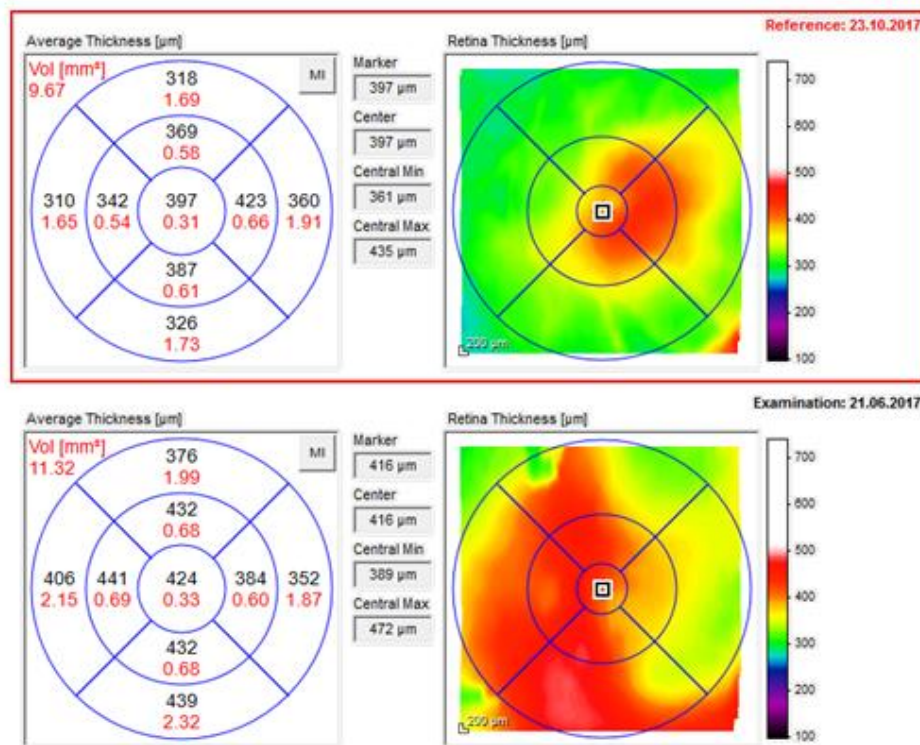 Reference: 23.10.2017
Average Thickness [µm]
Vol [mm³]
9.67
MI
318
1.69
369
0.58
310 342 397 423 360
1.65 0.54 0.31 0.66 1.91
387
0.61
326
1.73
Marker
397 µm
Center
397 µm
Central Min
361 µm
Central Max
435 µm
Retina Thickness [µm]
200 µm
700
600
500
400
300
200
100
Examination: 21.06.2017
Average Thickness [µm]
Vol [mm³]
11.32
MI
376
1.99
432
0.68
406 441 424 384 352
2.15 0.69 0.33 0.60 1.87
432
0.68
439
2.32
Marker
416 µm
Center
416 µm
Central Min
389 µm
Central Max
472 µm
Retina Thickness [µm]
200 µm
700
600
500
400
300
200
100